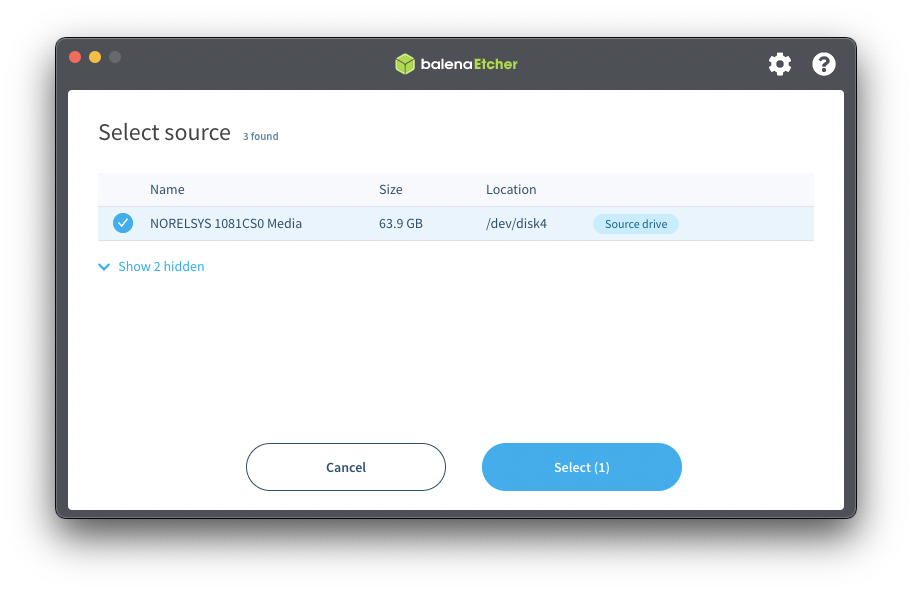 balenaEtcher
Select source 3 found
Name Size Location
NORELSYS 1081CS0 Media 63.9 GB /dev/disk4 Source drive
Show 2 hidden
Cancel Select (1)